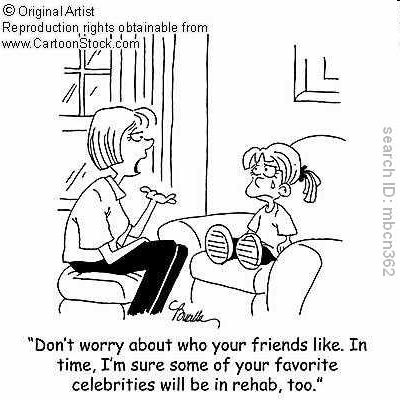 © Original Artist
Reproduction rights obtainable from
www.CartoonStock.com
search ID: mbcn362
"Don't worry about who your friends like. In
time, I'm sure some of your favorite
celebrities will be in rehab, too."